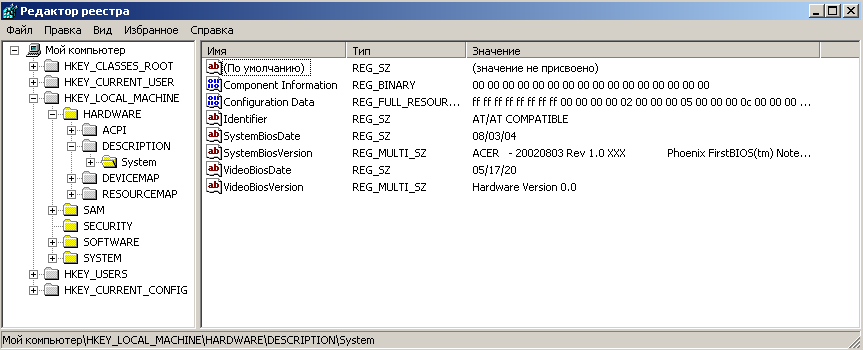 Редактор реестра
Файл Правка Вид Избранное Справка
Мой компьютер
HKEY_CLASSES_ROOT
HKEY_CURRENT_USER
HKEY_LOCAL_MACHINE
HARDWARE
ACPI
DESCRIPTION
System
DEVICEMAP
RESOURCEMAP
SAM
SECURITY
SOFTWARE
SYSTEM
HKEY_USERS
HKEY_CURRENT_CONFIG
Имя Тип Значение
(По умолчанию) REG_SZ (значение не присвоено)
Component Information REG_BINARY 00 00 00 00 00 00 00 00 00 00 00 00 00 00 00 00
Configuration Data REG_FULL_RESOUR... ff ff ff ff ff ff ff ff 00 00 00 00 02 00 00 00 05 00 00 00 0c 00 00 00 ...
Identifier REG_SZ AT/AT COMPATIBLE
SystemBiosDate REG_SZ 08/03/04
SystemBiosVersion REG_MULTI_SZ ACER - 20020803 Rev 1.0 XXX Phoenix FirstBIOS(tm) Note...
VideoBiosDate REG_SZ 05/17/20
VideoBiosVersion REG_MULTI_SZ Hardware Version 0.0
Мой компьютер\HKEY_LOCAL_MACHINE\HARDWARE\DESCRIPTION\System